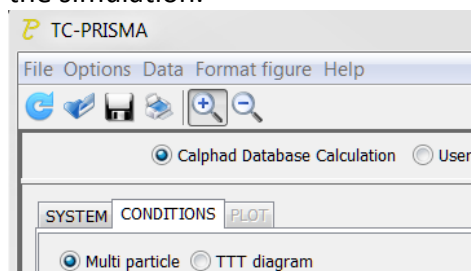 the simulation.
TC-PRISMA
File Options Data Format figure Help
Calphad Database Calculation User
SYSTEM CONDITIONS PLOT
Multi particle TTT diagram